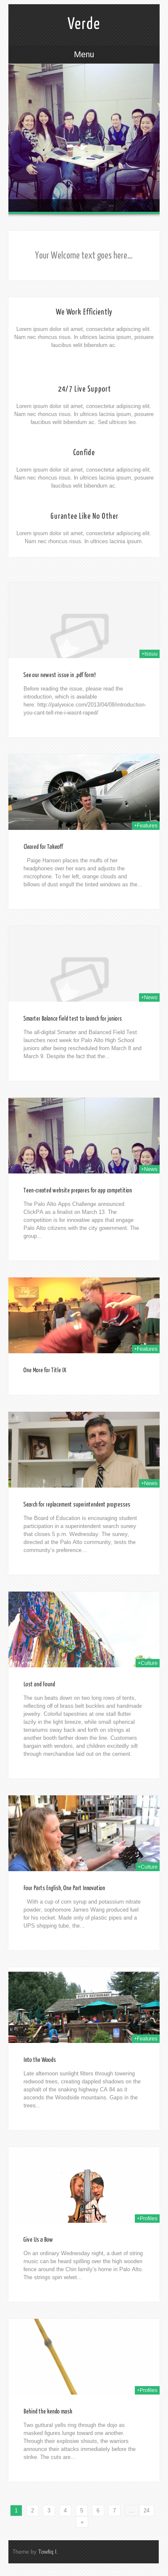 Verde
Menu
Your Welcome text goes here...
We Work Efficiently
Lorem ipsum dolor sit amet, consectetur adipiscing elit.
Nam nec rhoncus risus. In ultrices lacinia ipsum, posuere
faucibus velit bibendum ac.
24/7 Live Support
Lorem ipsum dolor sit amet, consectetur adipiscing elit.
Nam nec rhoncus risus. In ultrices lacinia ipsum, posuere
faucibus velit bibendum ac. Sed ultrices leo.
Confide
Lorem ipsum dolor sit amet, consectetur adipiscing elit.
Nam nec rhoncus risus. In ultrices lacinia ipsum, posuere
faucibus velit bibendum ac.
Gurantee Like No Other
Lorem ipsum dolor sit amet, consectetur adipiscing elit.
Nam nec rhoncus risus. In ultrices lacinia ipsum.
See our newest issue in .pdf form!
Before reading the issue, please read the
introduction, which is available
here: http://palyvoice.com/2013/04/08/introduction-
you-cant-tell-me-i-wasnt-raped/
+Features
Cleared for Takeoff
Paige Hansen places the muffs of her
headphones over her ears and adjusts the
microphone. To her left, orange clouds and
billows of dust engulf the tinted windows as the...
+News
Smarter Balance field test to launch for juniors
The all-digital Smarter and Balanced Field Test
launches next week for Palo Alto High School
juniors after being rescheduled from March 8 and
March 9. Despite the fact that the...
+News
Teen-created website prepares for app competition
The Palo Alto Apps Challenge announced
ClickPA as a finalist on March 13. The
competition is for innovative apps that engage
Palo Alto citizens with the city government. The
group...
+Features
One More for Title IX
+News
Search for replacement superintendent progresses
The Board of Education is encouraging student
participation in a superintendent search survey
that closes 5 p.m. Wednesday. The survey,
directed at the Palo Alto community, tests the
community's preference...
+Culture
Lost and found
The sun beats down on two long rows of tents,
reflecting off of brass belt buckles and handmade
jewelry. Colorful tapestries at one stall flutter
lazily in the light breeze, while small spherical
terrariums sway back and forth on strings at
another booth father down the line. Customers
bargain with vendors, and children excitedly sift
through merchandise laid out on the cement.
+Culture
Four Parts English, One Part Innovation
With a cup of corn syrup and potassium nitrate
powder, sophomore James Wang produced fuel
for his rocket. Made only of plastic pipes and a
UPS shipping tube, the...
+Features
Into the Woods
Late afternoon sunlight filters through towering
redwood trees, creating dappled shadows on the
asphalt of the snaking highway CA 84 as it
ascends the Woodside mountains. Gaps in the
trees...
+Profiles
Give Us a Bow
On an ordinary Wednesday night, a duet of string
music can be heard spilling over the high wooden
fence around the Chin family's home in Palo Alto.
The strings spin wiser...
+Profiles
Behind the kendo mask
Two guttural yells ring through the dojo as
masked figures lunge toward one another.
Through their explosive shouts, the warriors
announce their attacks immediately before the
strike. The cuts are...
1 2 3 4 5 6 7 ... 24
»
Theme by Towfiq I.